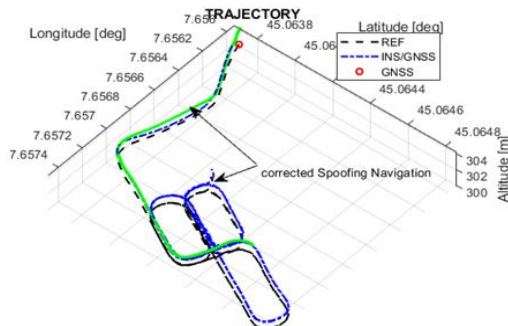 TRAJECTORY
Longitude [deg]
Latitude [deg]
7.658
7.6562
7.6564
7.6566
7.6568
7.657
7.6572
7.6574
45.0638
45.0644
45.0646
45.0648
REF
INS/GNSS
GNSS
304
302
300
Altitude [m]
corrected Spoofing Navigation